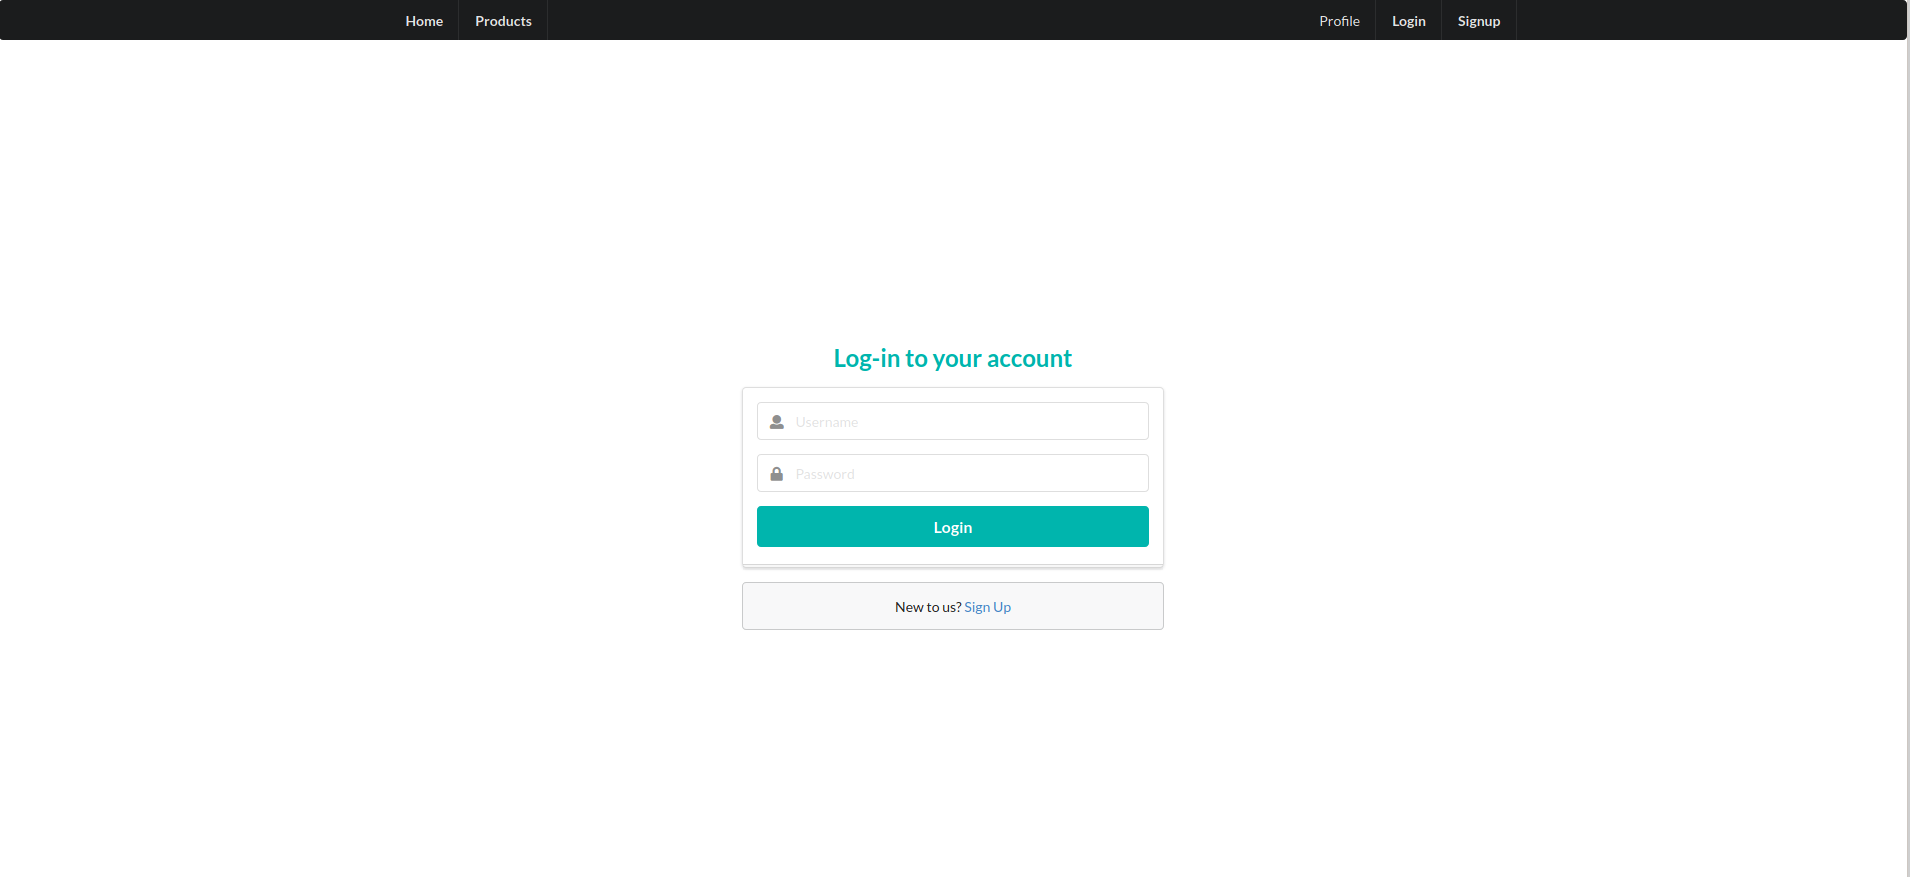 Home Products Profile Login Signup
Log-in to your account
Username
Password
Login
New to us? Sign Up